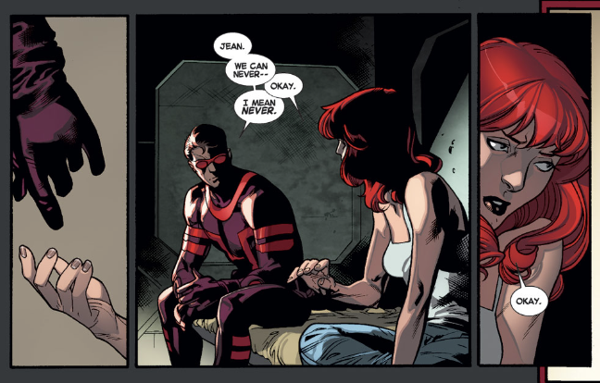 JEAN.
WE CAN
NEVER--
OKAY.
I MEAN
NEVER.
OKAY.